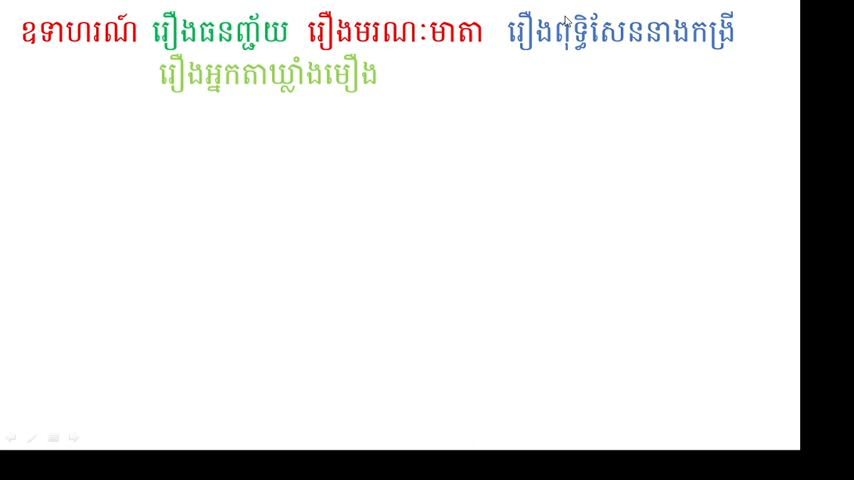 ឧទាហរណ៍ រឿងធនញ្ជ័យ រឿងមរណៈមាតា រឿងពុទ្ធិសែននាងកង្រី
រឿងអ្នកតាឃ្លាំងមឿង